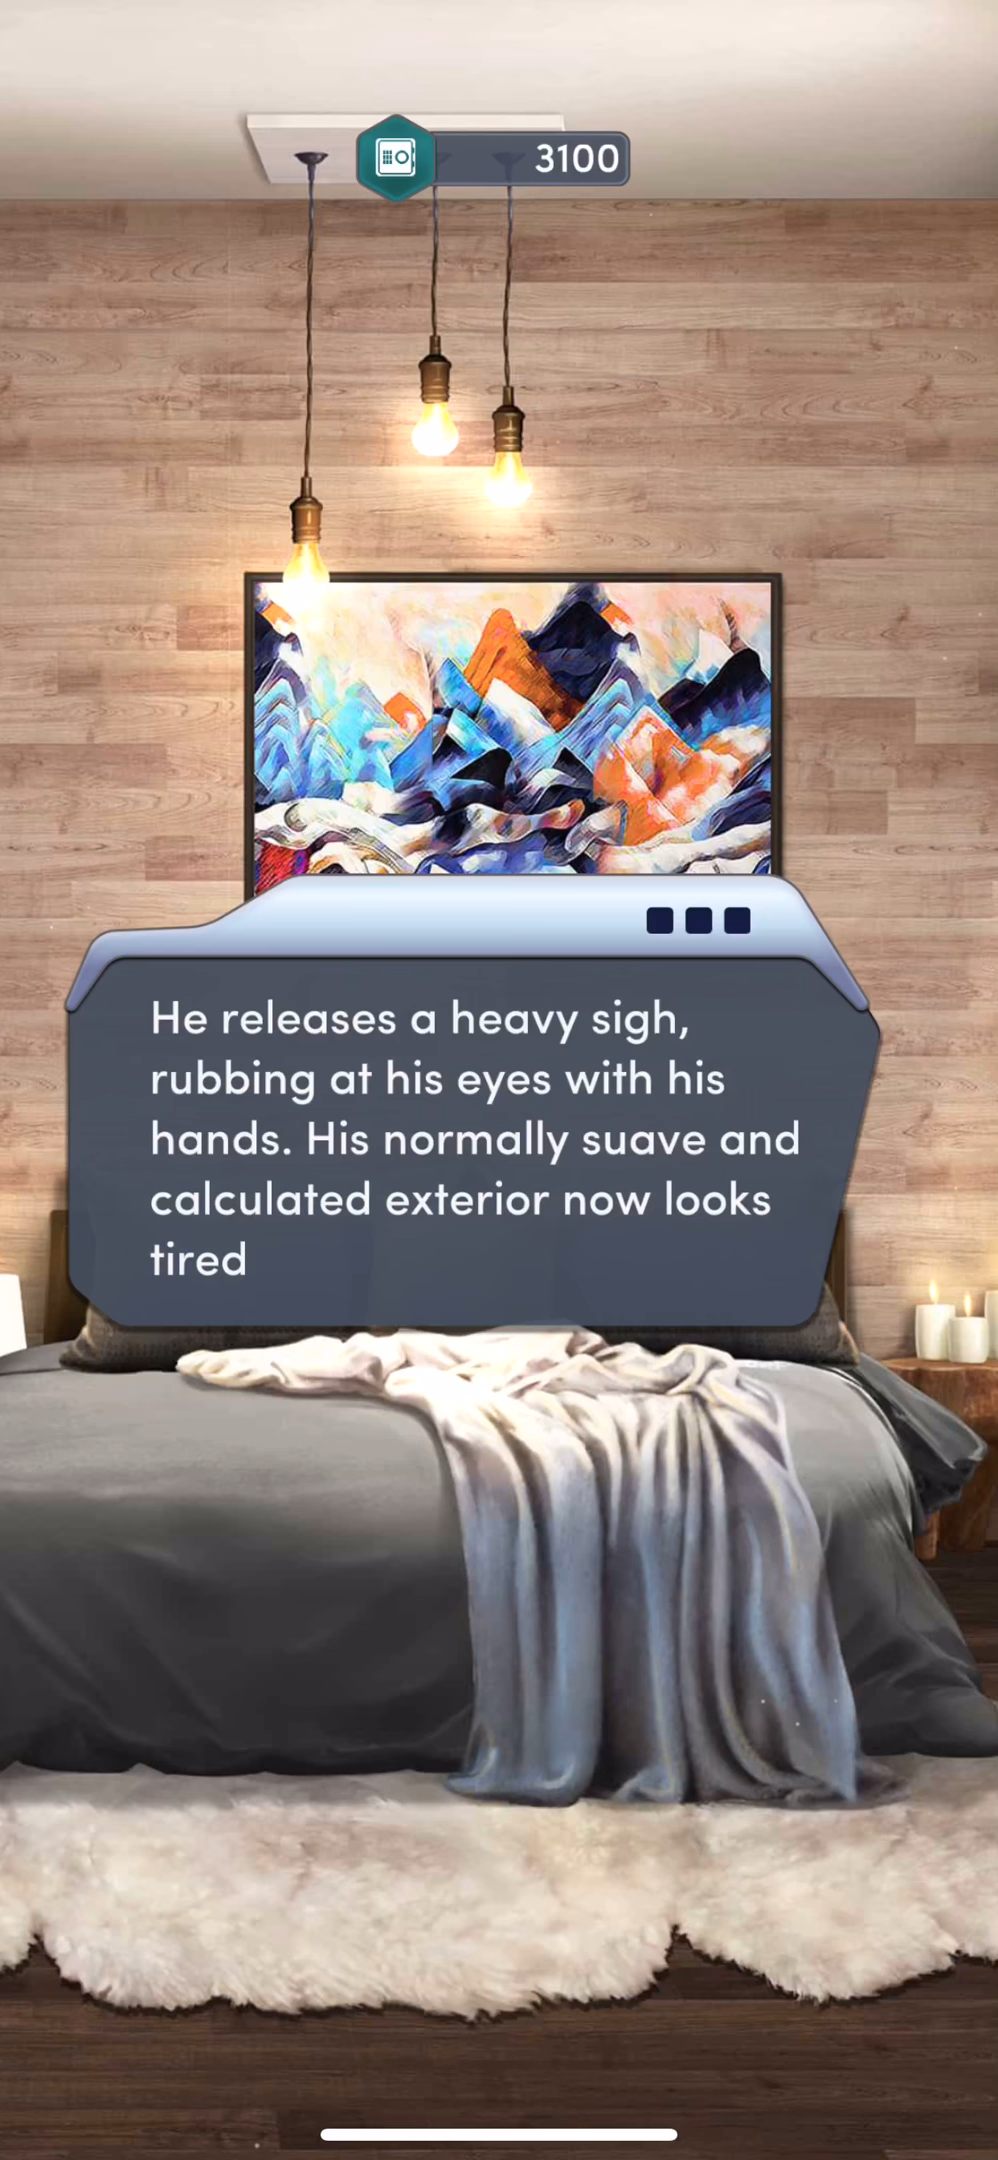 3100
He releases a heavy sigh,
rubbing at his eyes with his
hands. His normally suave and
calculated exterior now looks
tired